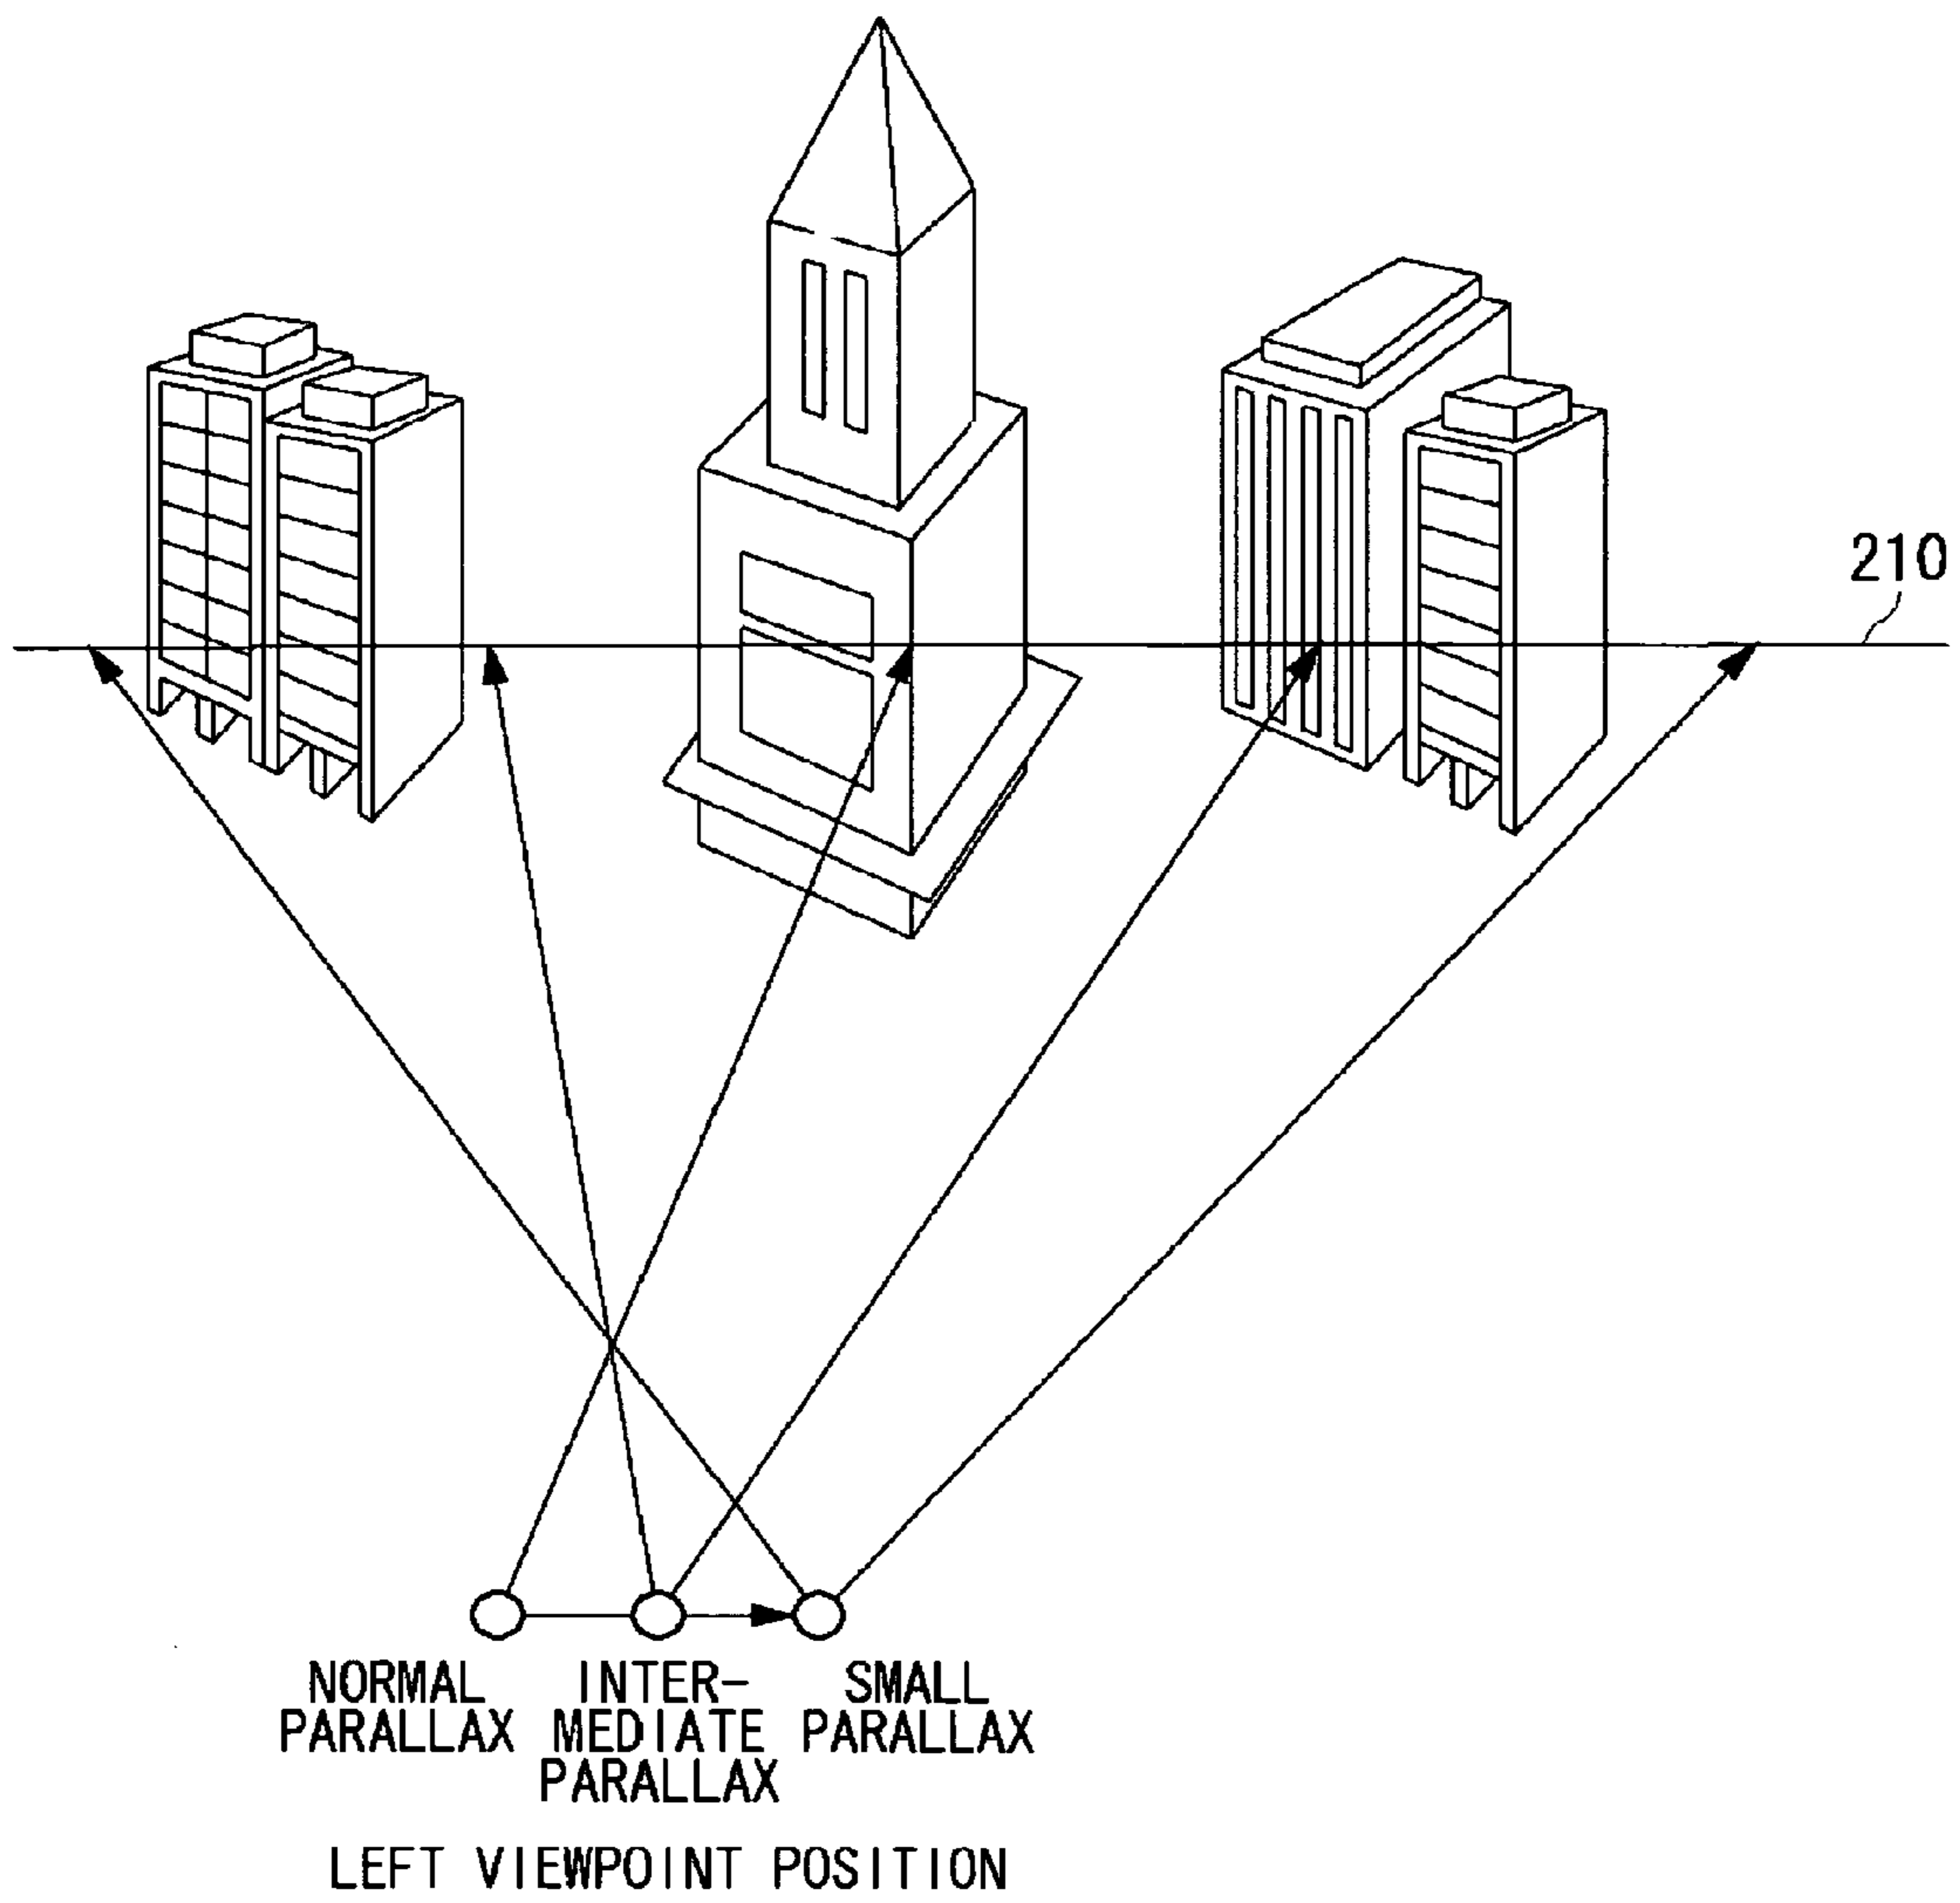 210
NORMAL INTER- SMALL
PARALLAX MEDIATE PARALLAX
PARALLAX
LEFT VIEWPOINT POSITION